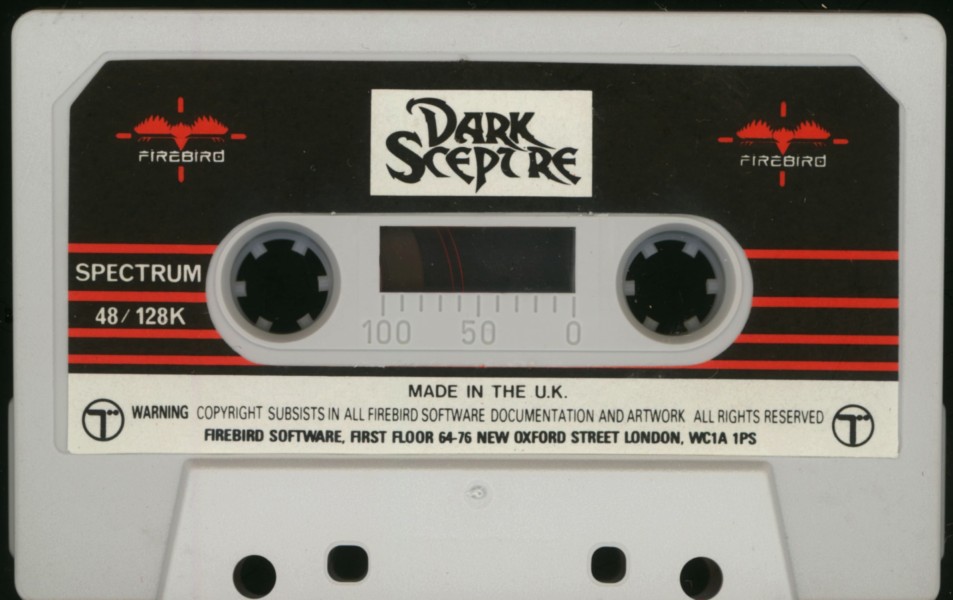 FIREBIRD
DARK
SCEPTRE
FIREBIRD
SPECTRUM
48/128K
100 50 0
MADE IN THE U.K.
WARNING COPYRIGHT SUBSISTS IN ALL FIREBIRD SOFTWARE DOCUMENTATION AND ARTWORK ALL RIGHTS RESERVED
FIREBIRD SOFTWARE, FIRST FLOOR 64-76 NEW OXFORD STREET LONDON, WC1A 1PS